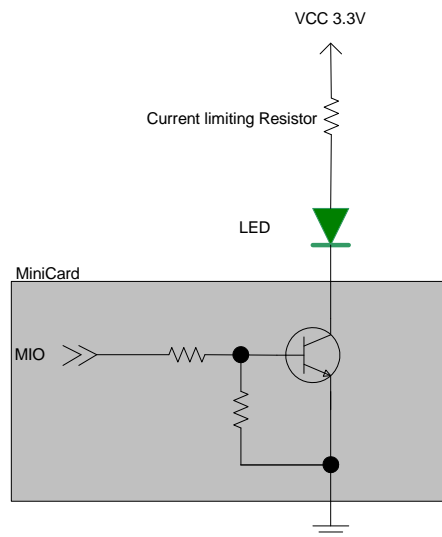 VCC 3.3V
Current limiting Resistor
LED
MiniCard
MIO